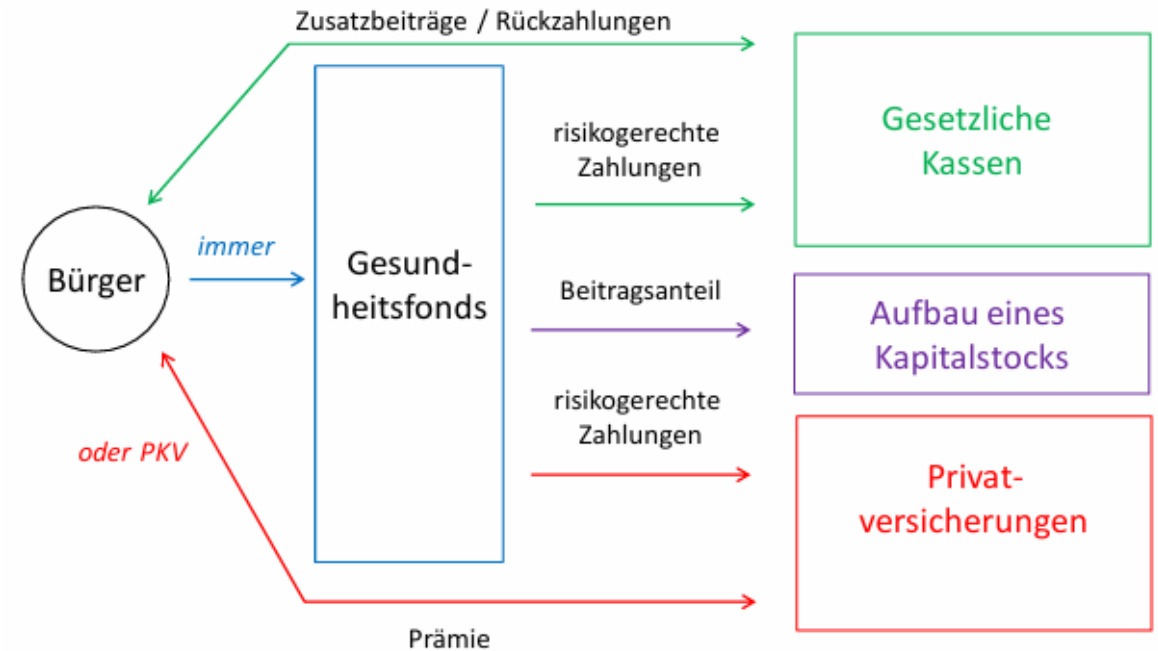 Zusatzbeiträge / Rückzahlungen
Gesetzliche
Kassen
risikogerechte
Zahlungen
immer
Bürger
Gesund-
heitsfonds
Beitragsanteil
Aufbau eines
Kapitalstocks
risikogerechte
Zahlungen
oder PKV
Privat-
versicherungen
Prämie